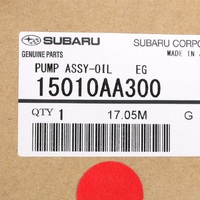 SUBARU
SUBARU CORPO
GENUINE PARTS
MADE IN
PUMP ASSY-OIL EG
15010AA300
QTY 1 17.05M G